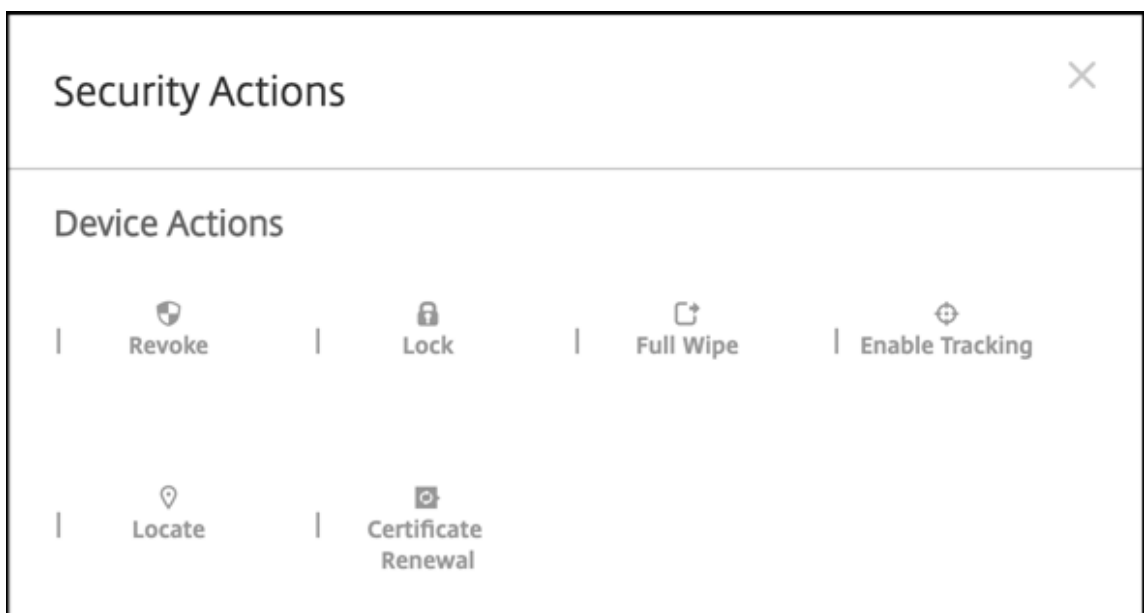 Security Actions
Device Actions
Revoke
Lock
Full Wipe
Enable Tracking
Locate
Certificate
Renewal